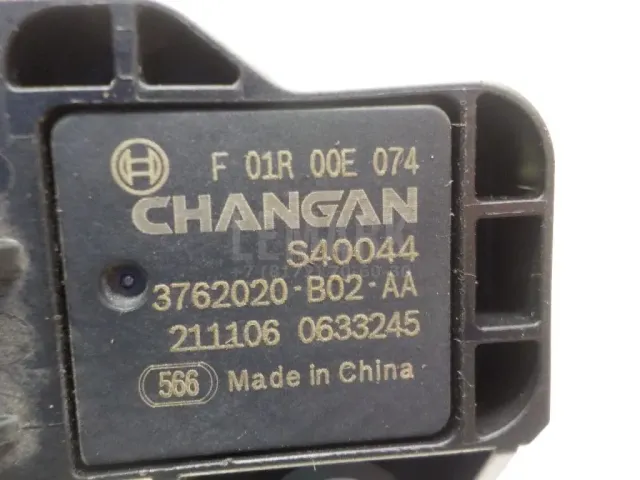 F 01R 00E 074
CHANGAN
S40044
3762020-B02-AA
211106 0633245
566 Made in China